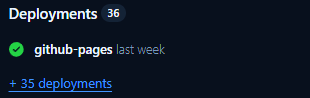 Deployments 36
github-pages last week
+ 35 deployments